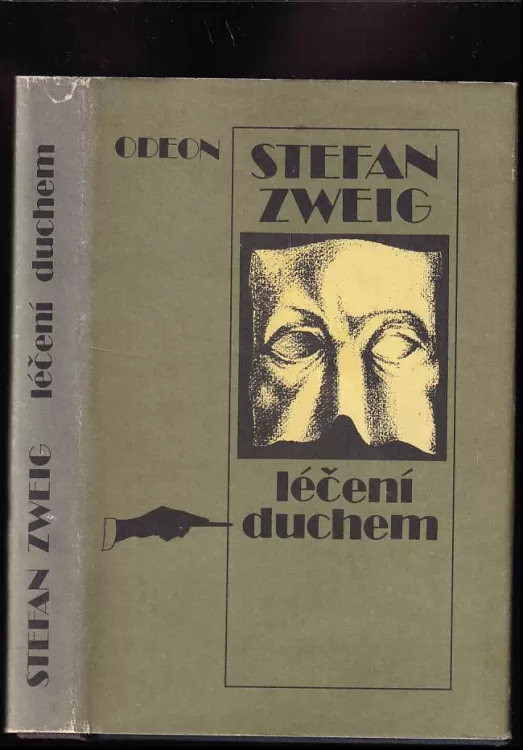 STEFAN ZWEIG léčení duchem
ODEON
STEFAN
ZWEIG
léčení
duchem